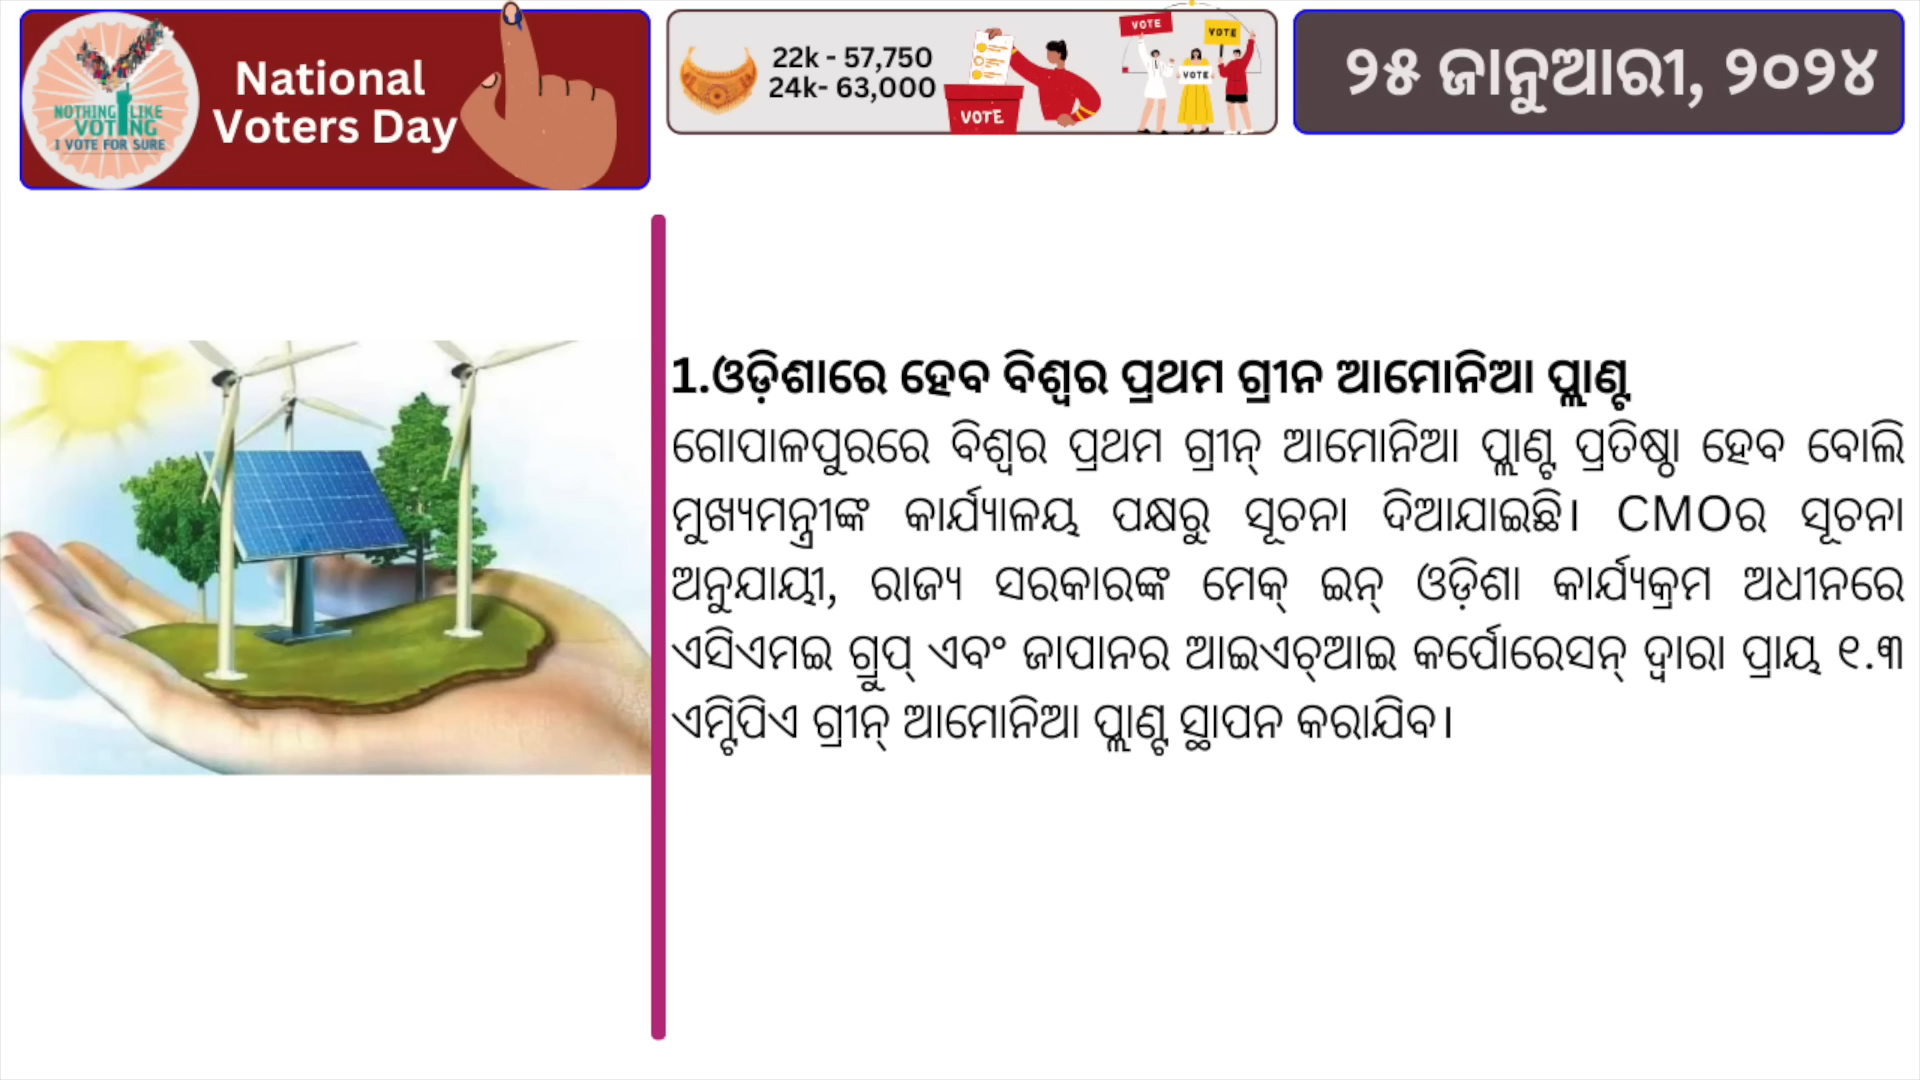 NOTHING LIKE
VOTING
I VOTE FOR SURE
National
Voters Day
22k - 57,750
24k- 63,000
VOTE
VOTE
VOTE
VOTE
୨୫ ଜାନୁଆରୀ, ୨୦୨୪
1.ଓଡ଼ିଶାରେ ହେବ ବିଶ୍ୱର ପ୍ରଥମ ଗ୍ରୀନ ଆମୋନିଆ ପ୍ଲାଣ୍ଟ
ଗୋପାଳପୁରରେ ବିଶ୍ୱର ପ୍ରଥମ ଗ୍ରୀନ୍ ଆମୋନିଆ ପ୍ଲାଣ୍ଟ ପ୍ରତିଷ୍ଠା ହେବ ବୋଲି
ମୁଖ୍ୟମନ୍ତ୍ରୀଙ୍କ କାର୍ଯ୍ୟାଳୟ ପକ୍ଷରୁ ସୂଚନା ଦିଆଯାଇଛି। CMOର ସୂଚନା
ଅନୁଯାୟୀ, ରାଜ୍ୟ ସରକାରଙ୍କ ମେକ୍ ଇନ୍ ଓଡ଼ିଶା କାର୍ଯ୍ୟକ୍ରମ ଅଧୀନରେ
ଏସିଏମଇ ଗ୍ରୁପ୍ ଏବଂ ଜାପାନର ଆଇଏଚ୍ଆଇ କର୍ପୋରେସନ୍ ଦ୍ୱାରା ପ୍ରାୟ ୧.୩
ଏମ୍ଟିପିଏ ଗ୍ରୀନ୍ ଆମୋନିଆ ପ୍ଲାଣ୍ଟ ସ୍ଥାପନ କରାଯିବ।